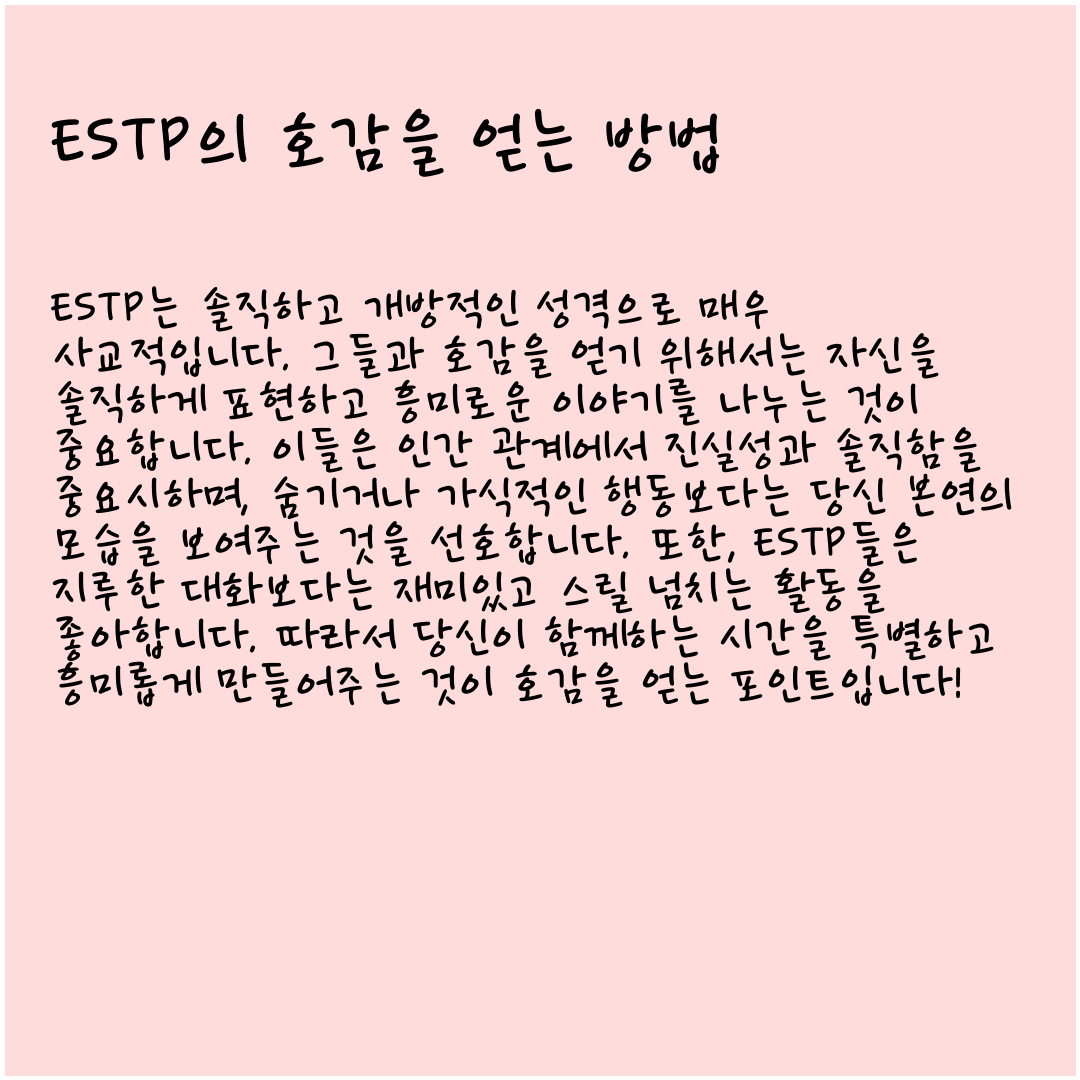 ESTP의 호감을 얻는 방법
ESTP는 솔직하고 개방적인 성격으로 매우
사교적입니다. 그들과 호감을 얻기 위해서는 자신을
솔직하게 표현하고 흥미로운 이야기를 나누는 것이
중요합니다. 이들은 인간 관계에서 진실성과 솔직함을
중요시하며, 숨기거나 가식적인 행동보다는 당신 본연의
모습을 보여주는 것을 선호합니다. 또한, ESTP들은
지루한 대화보다는 재미있고 스릴 넘치는 활동을
좋아합니다. 따라서 당신이 함께하는 시간을 특별하고
흥미롭게 만들어주는 것이 호감을 얻는 포인트입니다!